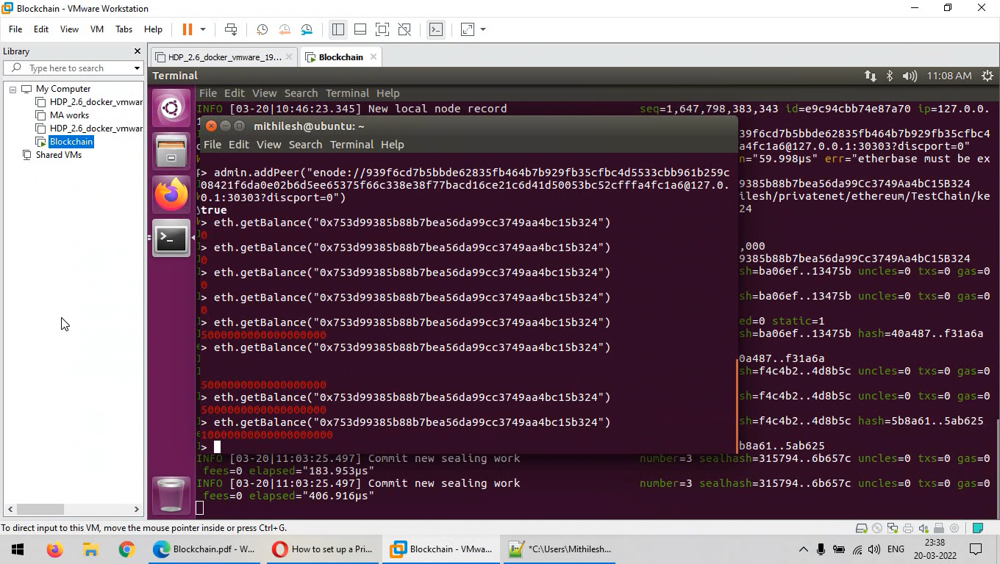 Blockchain - VMware Workstation
File Edit View VM Tabs Help
Library
HDP_2.6_docker_vmware_19...
Blockchain
Type here to search
Terminal
11:08 AM
My Computer
HDP_2.6_docker_vmwar
MA works
HDP_2.6_docker_vmwar
Blockchain
Shared VMs
File Edit View Search Terminal Help
INFO [03-20|10:46:23.345] New local node record seq=1,647,798,383,343 id=e9c94cbb74e87a70 ip=127.0.0.
mithilesh@ubuntu: ~
File Edit View Search Terminal Help
> admin.addPeer("enode://939f6cd7b5bbde62835fb464b7b929fb35cfbc4d5533cbb961b259c
08421f6da0e02b6d5ee65375f66c338e38f77bacd16ce21c6d41d50053bc52cfffa4fc1a6@127.0.
0.1:30303?discport=0")
true
> eth.getBalance("0x753d99385b88b7bea56da99cc3749aa4bc15b324")
0
> eth.getBalance("0x753d99385b88b7bea56da99cc3749aa4bc15b324")
0
> eth.getBalance("0x753d99385b88b7bea56da99cc3749aa4bc15b324")
0
> eth.getBalance("0x753d99385b88b7bea56da99cc3749aa4bc15b324")
0
> eth.getBalance("0x753d99385b88b7bea56da99cc3749aa4bc15b324")
5000000000000000000
> eth.getBalance("0x753d99385b88b7bea56da99cc3749aa4bc15b324")
5000000000000000000
> eth.getBalance("0x753d99385b88b7bea56da99cc3749aa4bc15b324")
5000000000000000000
> eth.getBalance("0x753d99385b88b7bea56da99cc3749aa4bc15b324")
10000000000000000000
>
39f6cd7b5bbde62835fb464b7b929fb35cfbc4
a4fc1a6@127.0.0.1:30303?discport=0"
n="59.998µs" err="etherbase must be ex
99385b88b7bea56da99Cc3749Aa4bC15B324
ilesh/privatenet/ethereum/TestChain/ke
24
,000
99385b88b7bea56da99Cc3749Aa4bC15B324
sh=ba06ef..13475b uncles=0 txs=0 gas=0
sh=ba06ef..13475b uncles=0 txs=0 gas=0
ed=0 static=1
sh=ba06ef..13475b hash=40a487..f31a6a
0a487..f31a6a
sh=f4c4b2..4d8b5c uncles=0 txs=0 gas=0
sh=f4c4b2..4d8b5c uncles=0 txs=0 gas=0
sh=f4c4b2..4d8b5c hash=5b8a61..5ab625
b8a61..5ab625
INFO [03-20|11:03:25.497] Commit new sealing work number=3 sealhash=315794..6b657c uncles=0 txs=0 gas=0
fees=0 elapsed="183.953µs"
INFO [03-20|11:03:25.497] Commit new sealing work number=3 sealhash=315794..6b657c uncles=0 txs=0 gas=0
fees=0 elapsed="406.916µs"
To direct input to this VM, move the mouse pointer inside or press Ctrl+G.
Blockchain.pdf - W...
How to set up a Pri...
Blockchain - VMwa...
*C:\Users\Mithilesh...
ENG
23:38
20-03-2022